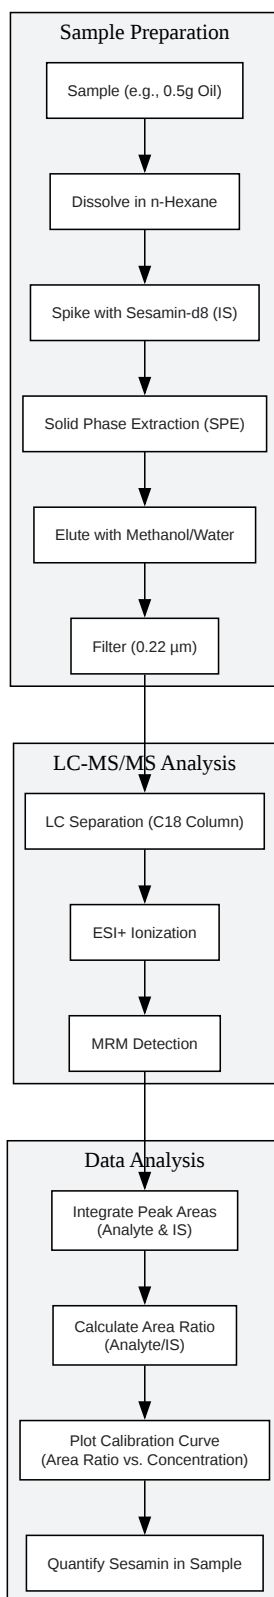 Sample Preparation
Sample (e.g., 0.5g Oil)
Dissolve in n-Hexane
Spike with Sesamin-d8 (IS)
Solid Phase Extraction (SPE)
Elute with Methanol/Water
Filter (0.22 µm)
LC-MS/MS Analysis
LC Separation (C18 Column)
ESI+ Ionization
MRM Detection
Data Analysis
Integrate Peak Areas
(Analyte & IS)
Calculate Area Ratio
(Analyte/IS)
Plot Calibration Curve
(Area Ratio vs. Concentration)
Quantify Sesamin in Sample